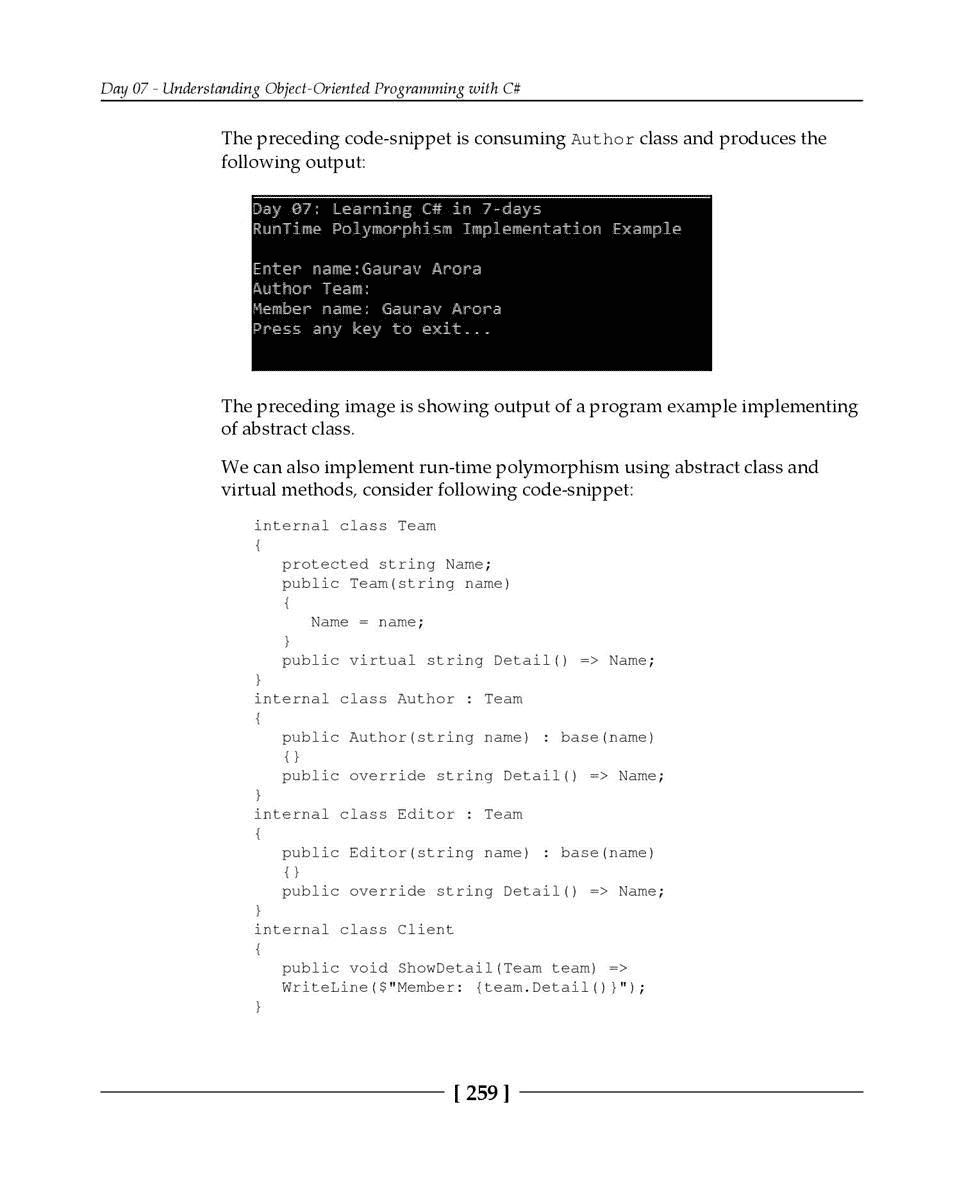 Day 07 - Understanding Object-Oriented Programming with C#
The preceding code-snippet is consuming Author class and produces the
following output:
Day 07: Learning C# in 7-days
RunTime Polymorphism Implementation Example
Enter name:Gaurav Arora
Author Team:
Member name: Gaurav Arora
Press any key to exit...
The preceding image is showing output of a program example implementing
of abstract class.
We can also implement run-time polymorphism using abstract class and
virtual methods, consider following code-snippet:
internal class Team
{
protected string Name;
public Team(string name)
{
Name = name;
}
public virtual string Detail() => Name;
}
internal class Author : Team
{
public Author(string name) : base(name)
{}
public override string Detail() => Name;
}
internal class Editor : Team
{
public Editor(string name) : base(name)
{}
public override string Detail() => Name;
}
internal class Client
{
public void ShowDetail(Team team) =>
WriteLine($"Member: {team.Detail()}");
}
[ 259 ]